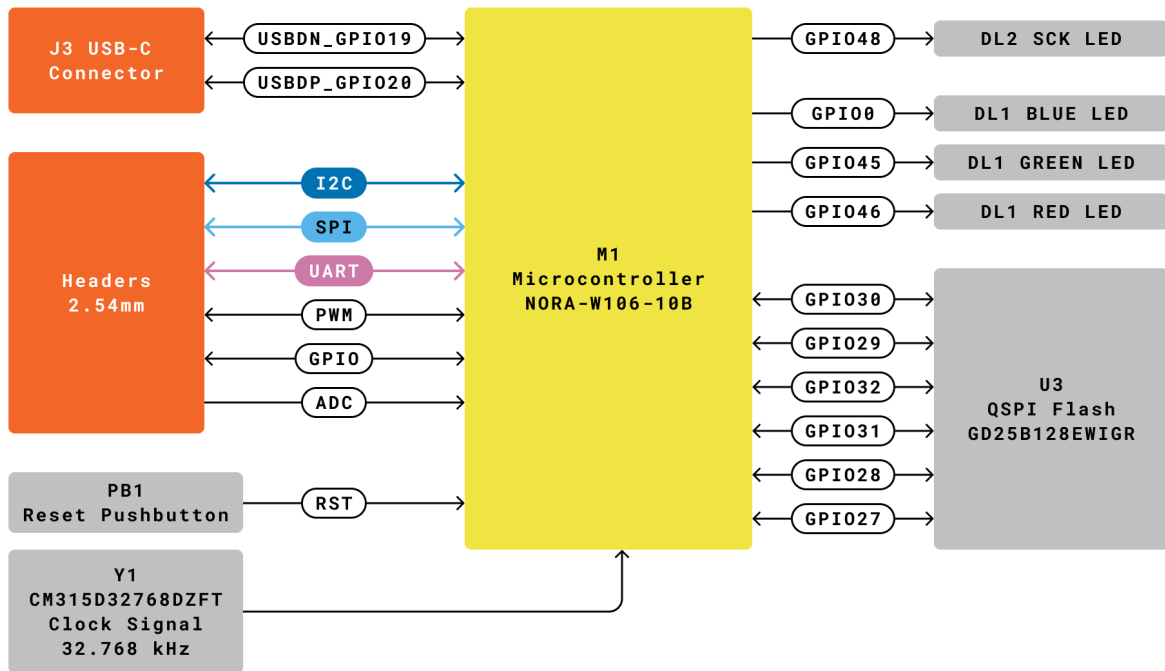 J3 USB-C
Connector
USBDN_GPIO19
USBDP_GPIO20
Headers
2.54mm
I2C
SPI
UART
PWM
GPIO
ADC
PB1
Reset Pushbutton
RST
Y1
CM315D32768DZFT
Clock Signal
32.768 kHz
M1
Microcontroller
NORA-W106-10B
GPIO48
DL2 SCK LED
GPIO0
DL1 BLUE LED
GPIO45
DL1 GREEN LED
GPIO46
DL1 RED LED
GPIO30
GPIO29
GPIO32
GPIO31
GPIO28
GPIO27
U3
QSPI Flash
GD25B128EWIGR